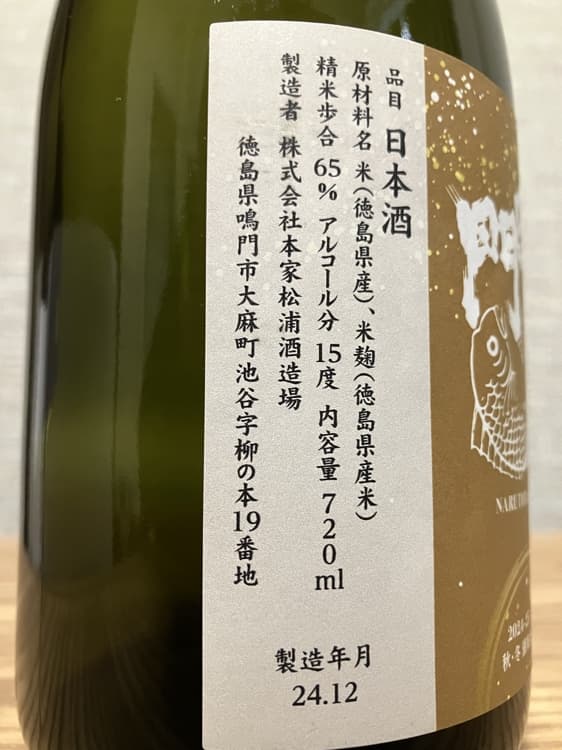 品目 日本酒
原材料名 米(徳島県産)、米麹(徳島県産米)
精米歩合 65% アルコール分 15度 内容量 720ml
製造者 株式会社本家松浦酒造場
徳島県鳴門市大麻町池谷字柳の本19番地
製造年月
24.12